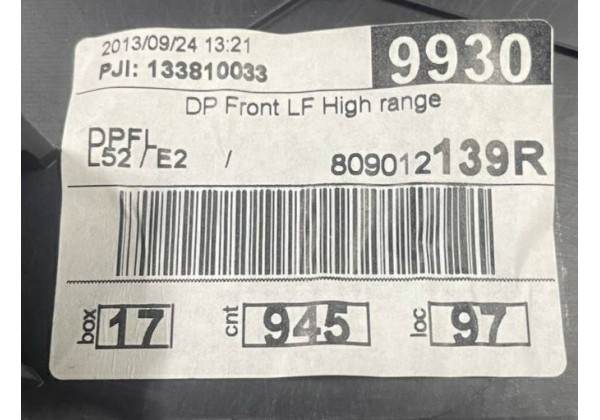 2013/09/24 13:21
9930
PJI: 133810033
DP Front LF High range
DPFL
L52 / E2 /
809012139R
box 17 cnt 945 loc 97